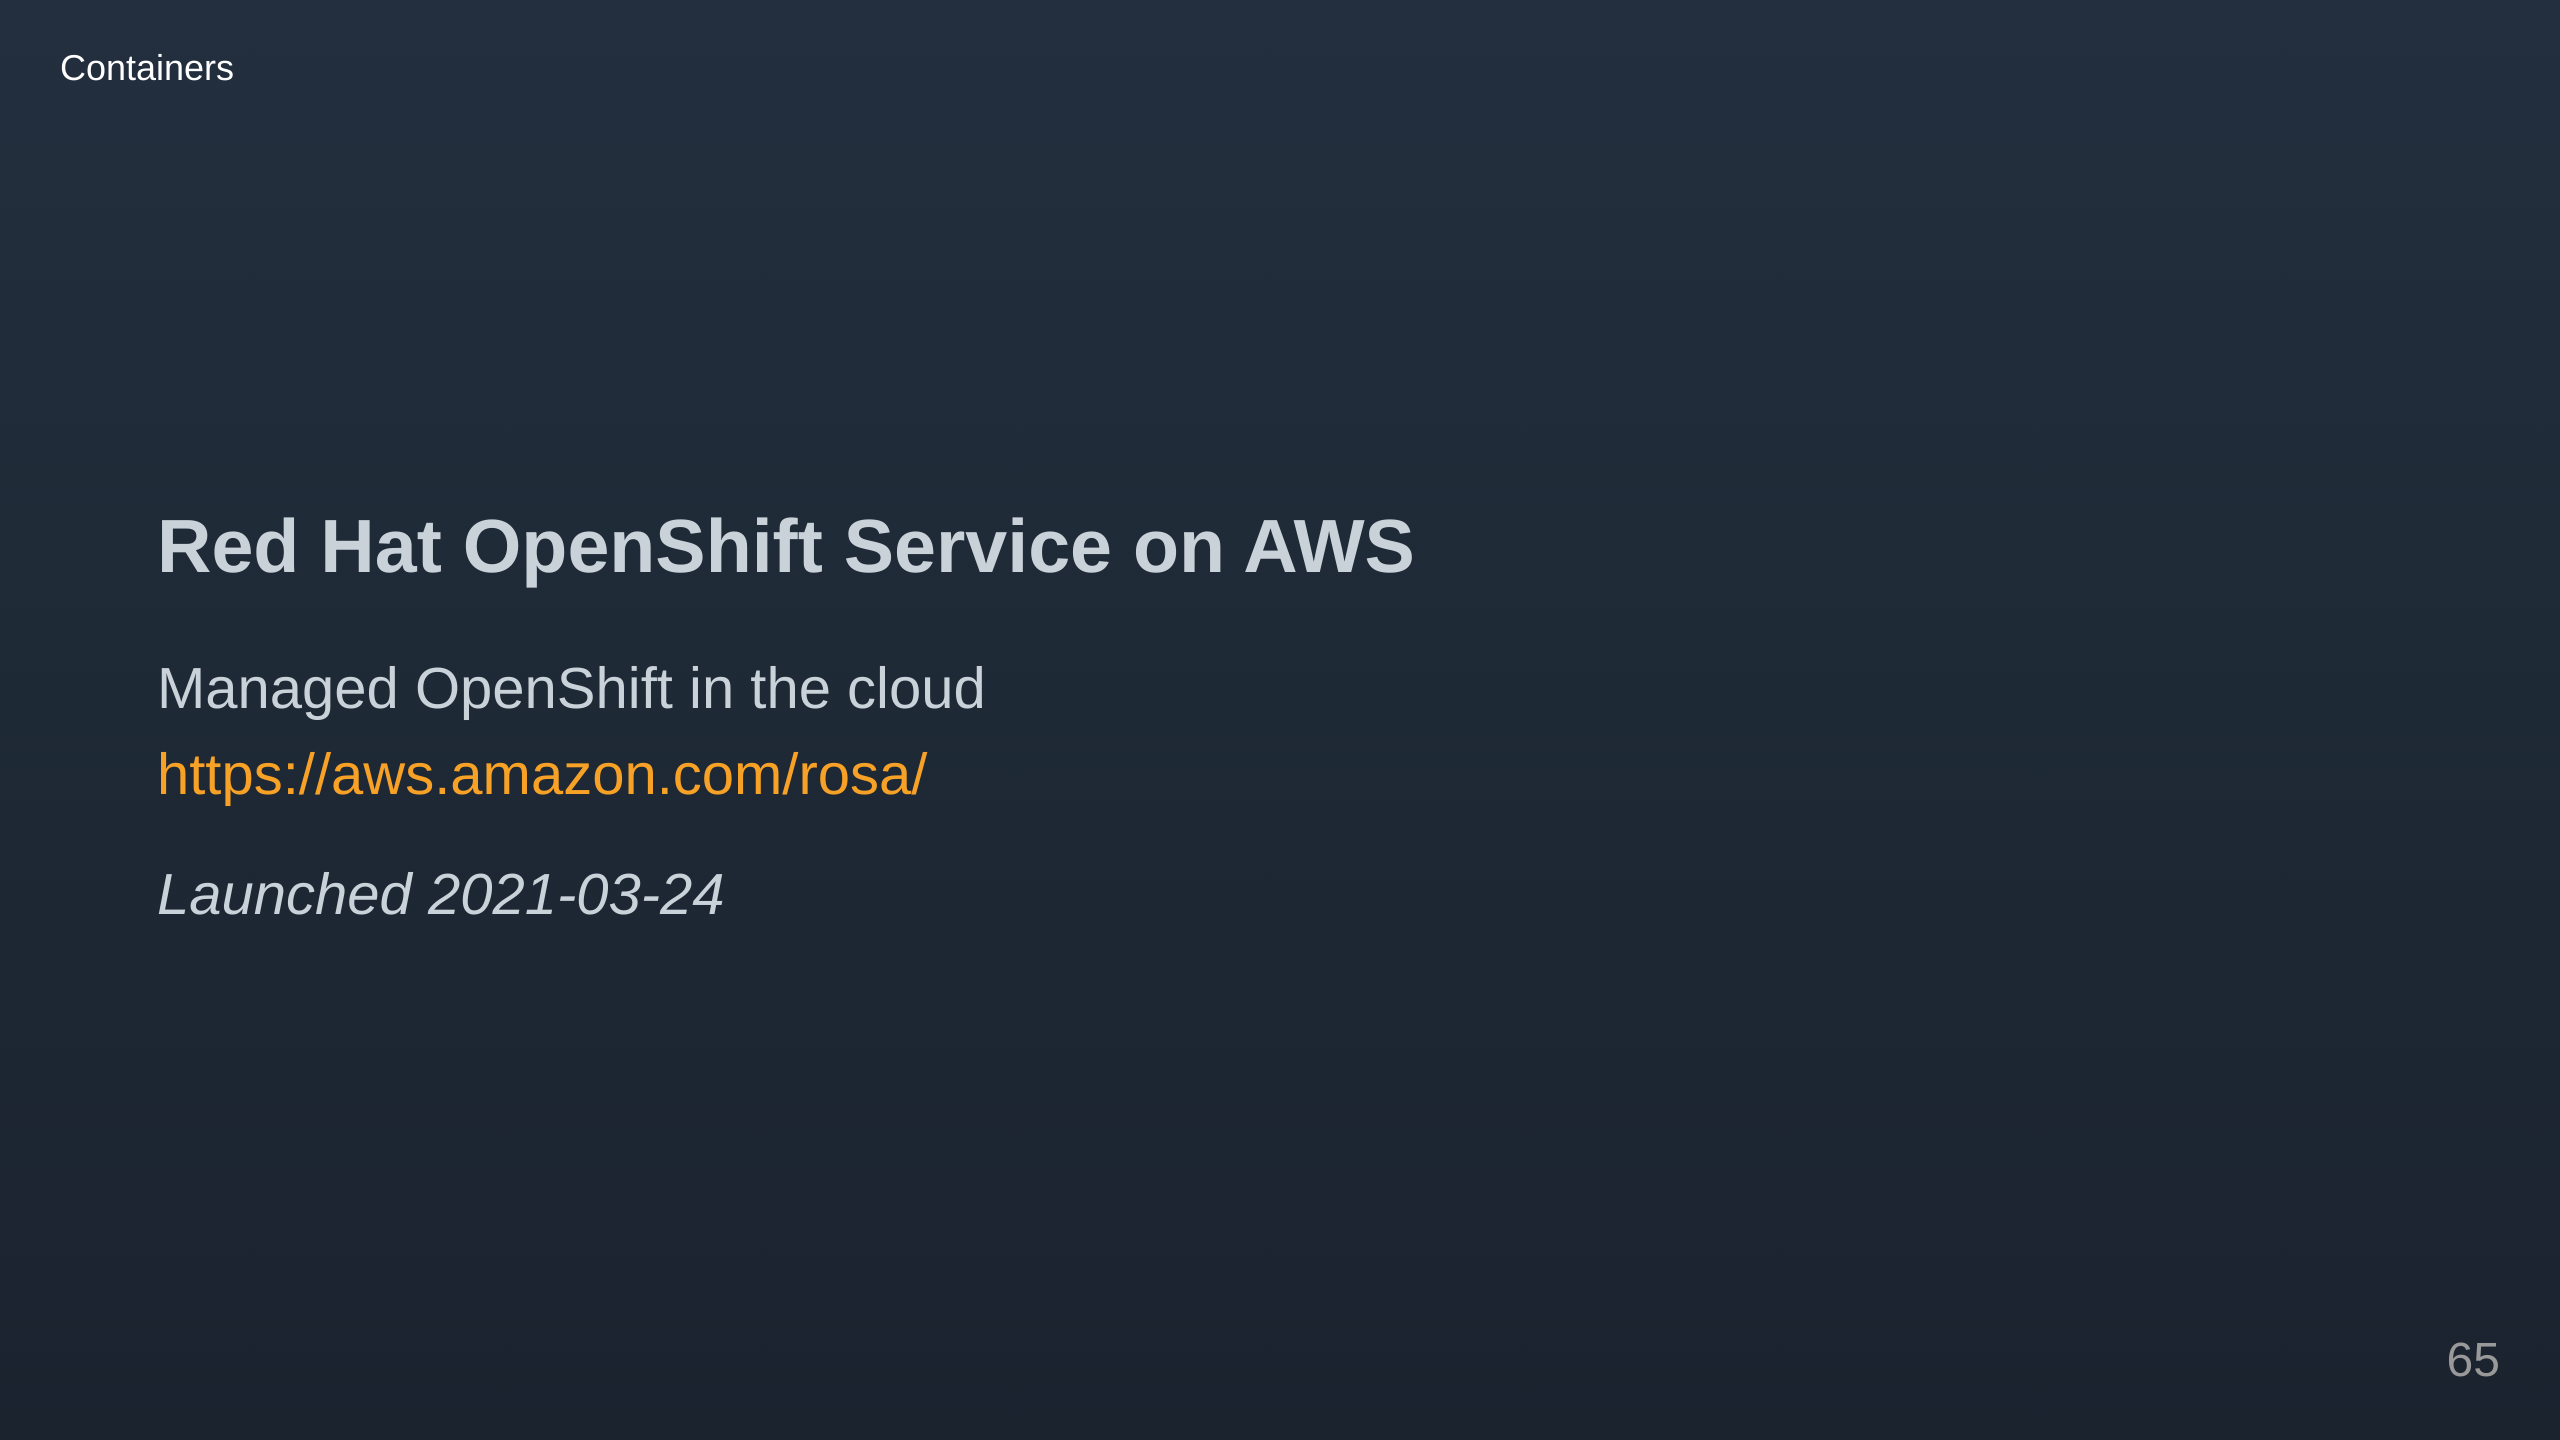 Containers
Red Hat OpenShift Service on AWS
Managed OpenShift in the cloud
https://aws.amazon.com/rosa/
Launched 2021-03-24
65